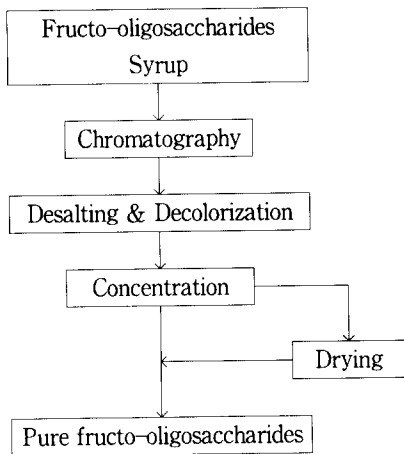 Fructo-oligosaccharides
Syrup
Chromatography
Desalting & Decolorization
Concentration
Drying
Pure fructo-oligosaccharides